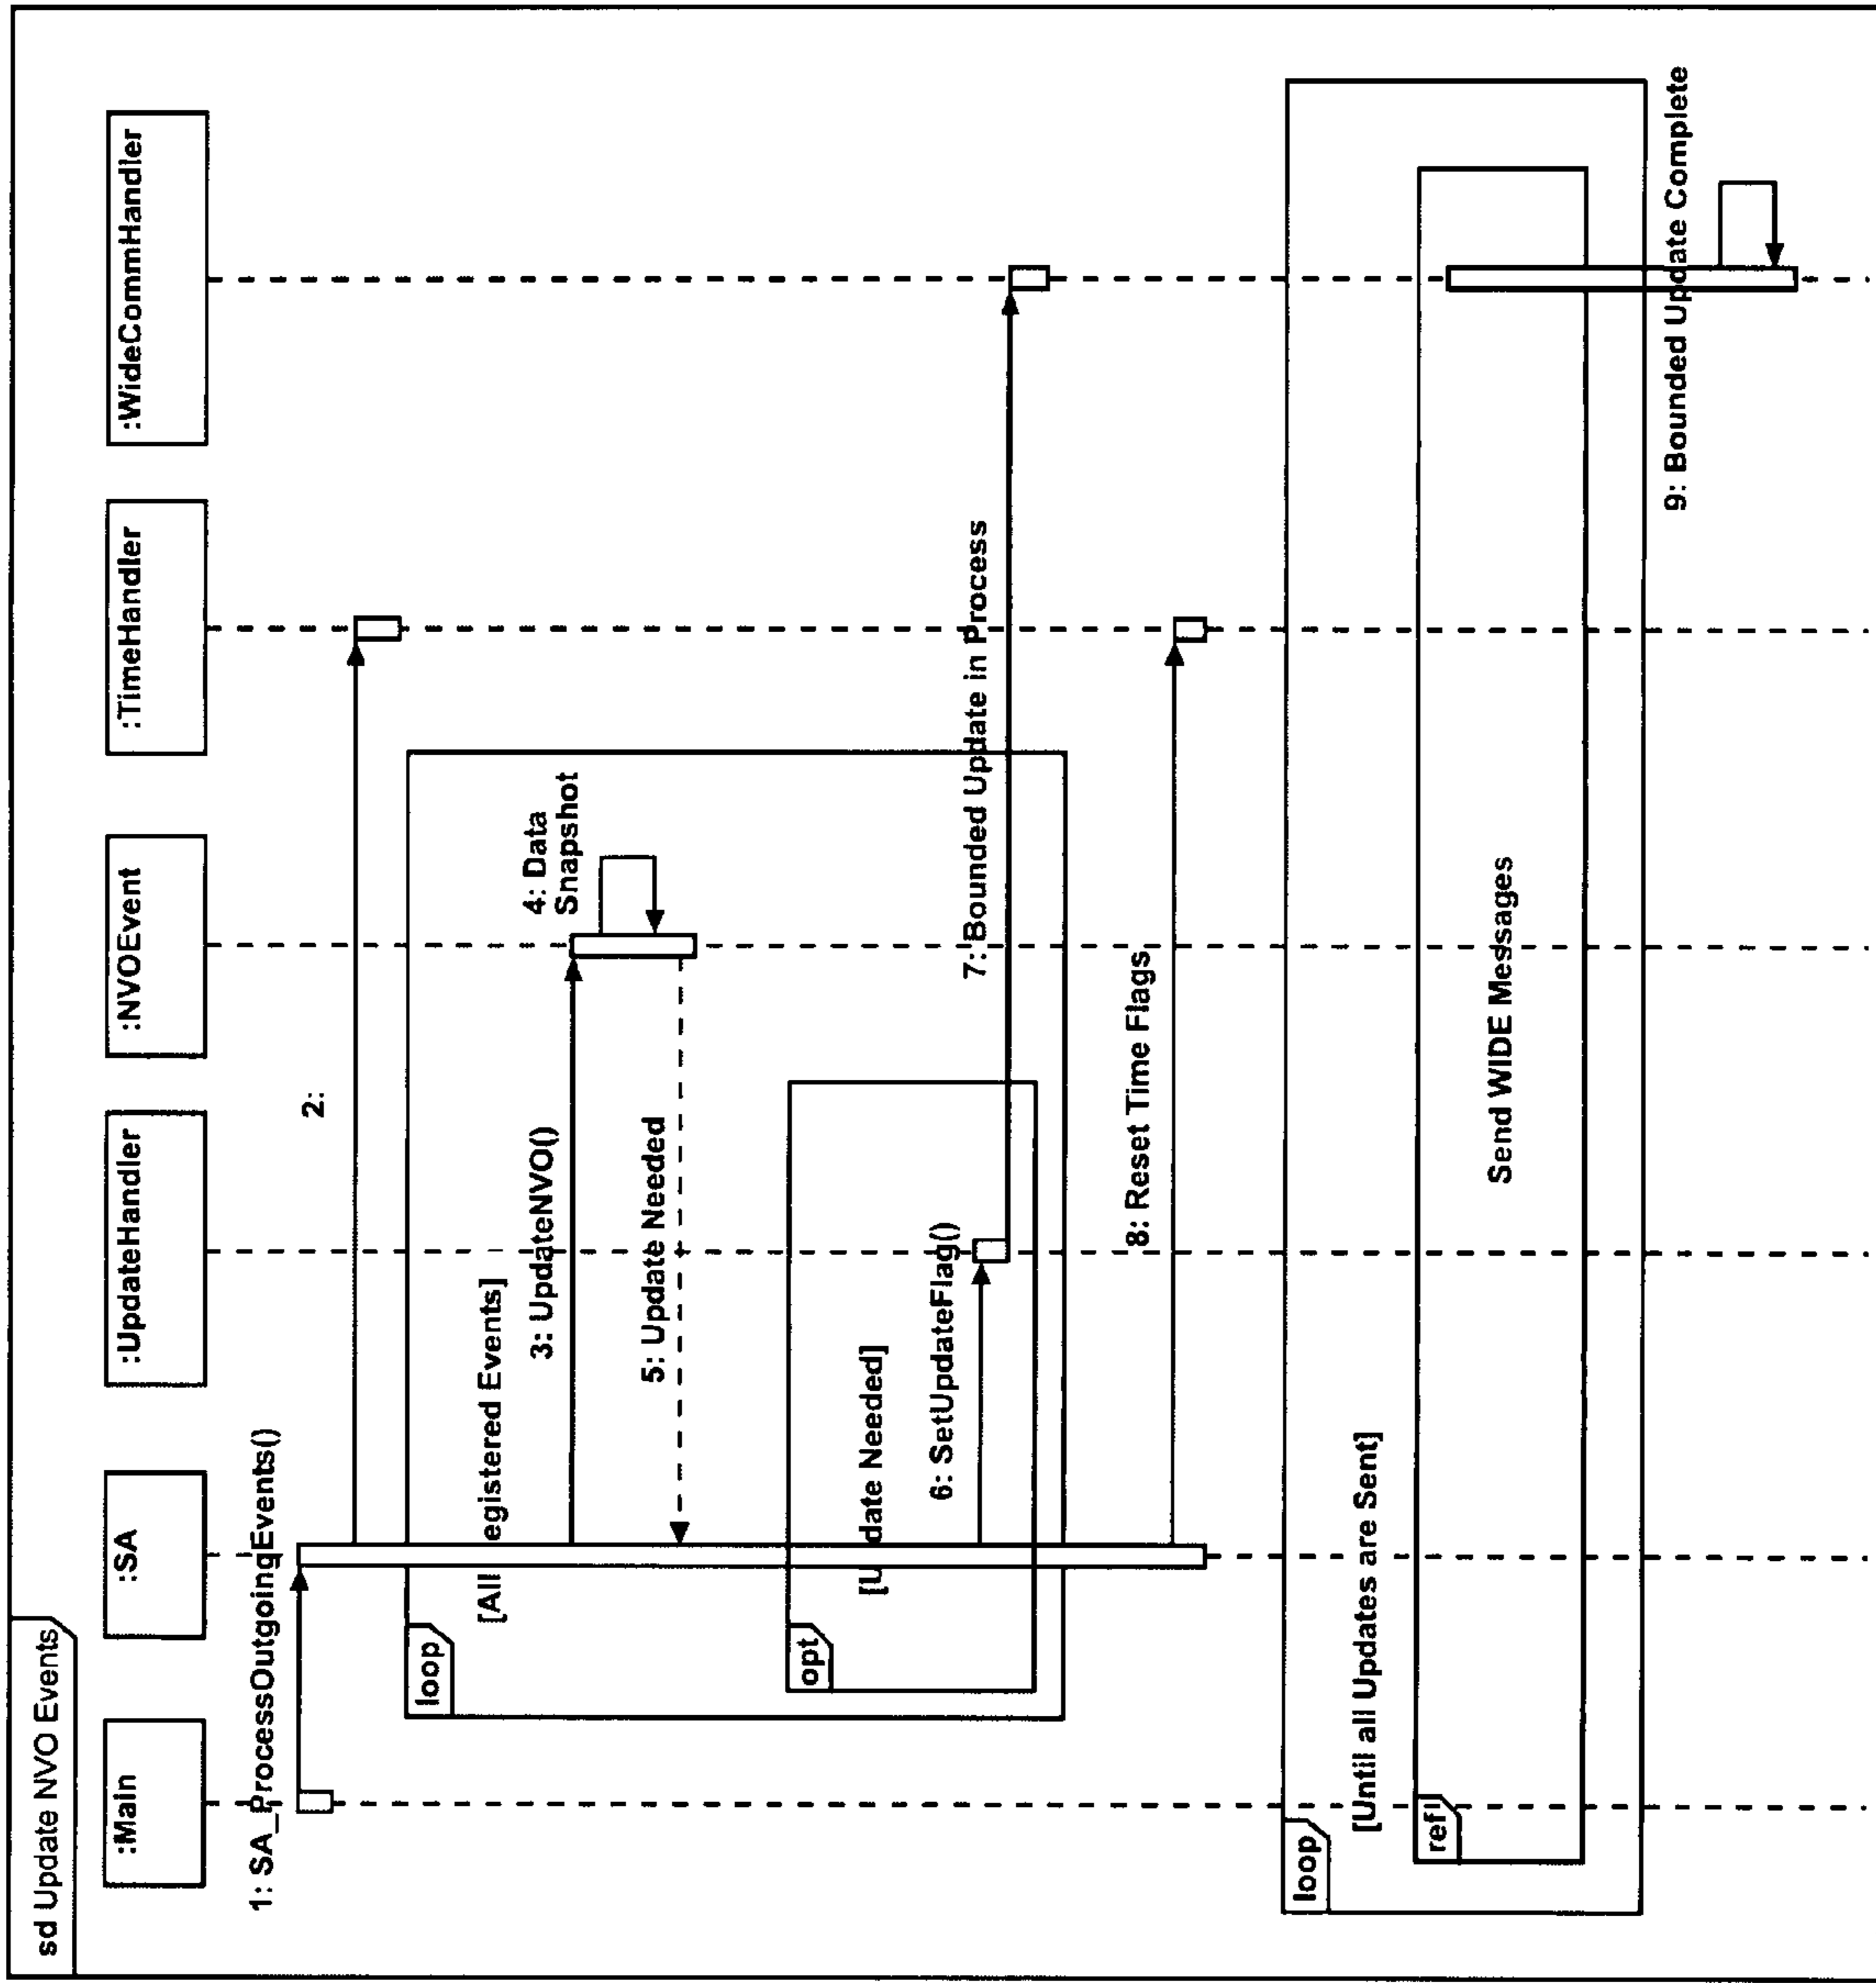 sd Update NVO Events
:Main
:SA
:UpdateHandler
:NVOEvent
:TimeHandler
:WideCommHandler
1: SA_ProcessOutgoingEvents()
2:
loop
[All egistered Events]
3: UpdateNVO()
4: Data
Snapshot
5: Update Needed
opt
[Update Needed]
6: SetUpdateFlag()
7: Bounded Update in Process
8: Reset Time Flags
loop
[Until all Updates are Sent]
ref
Send WIDE Messages
9: Bounded Update Complete